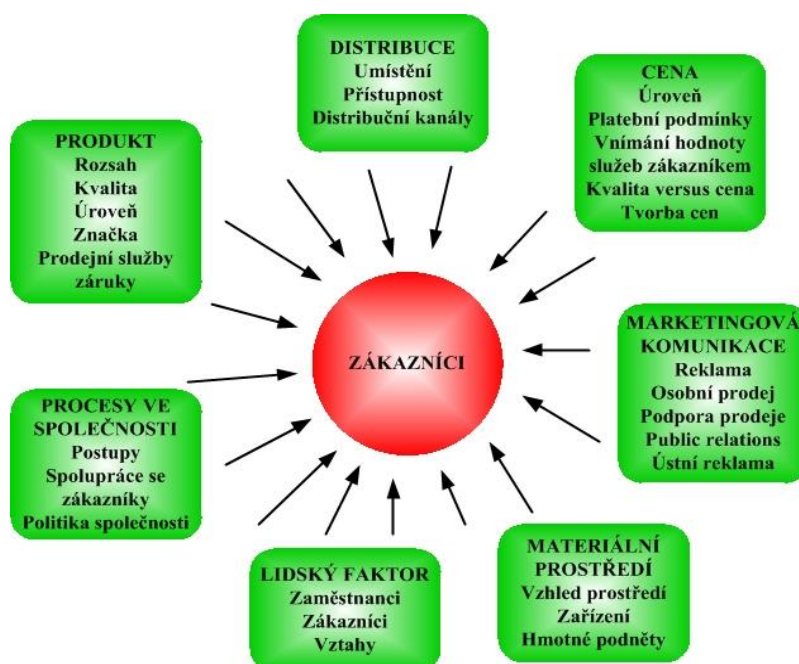 DISTRIBUCE
Umístění
Přístupnost
Distribuční kanály
CENA
Úroveň
Platební podmínky
Vnímání hodnoty
služeb zákazníkem
Kvalita versus cena
Tvorba cen
PRODUKT
Rozsah
Kvalita
Úroveň
Značka
Prodejní služby
záruky
ZÁKAZNÍCI
MARKETINGOVÁ
KOMUNIKACE
Reklama
Osobní prodej
Podpora prodeje
Public relations
Ústní reklama
PROCESY VE
SPOLEČNOSTI
Postupy
Spolupráce se
zákazníky
Politika společnosti
LIDSKÝ FAKTOR
Zaměstnanci
Zákazníci
Vztahy
MATERIÁLNÍ
PROSTŘEDÍ
Vzhled prostředí
Zařízení
Hmotné podněty